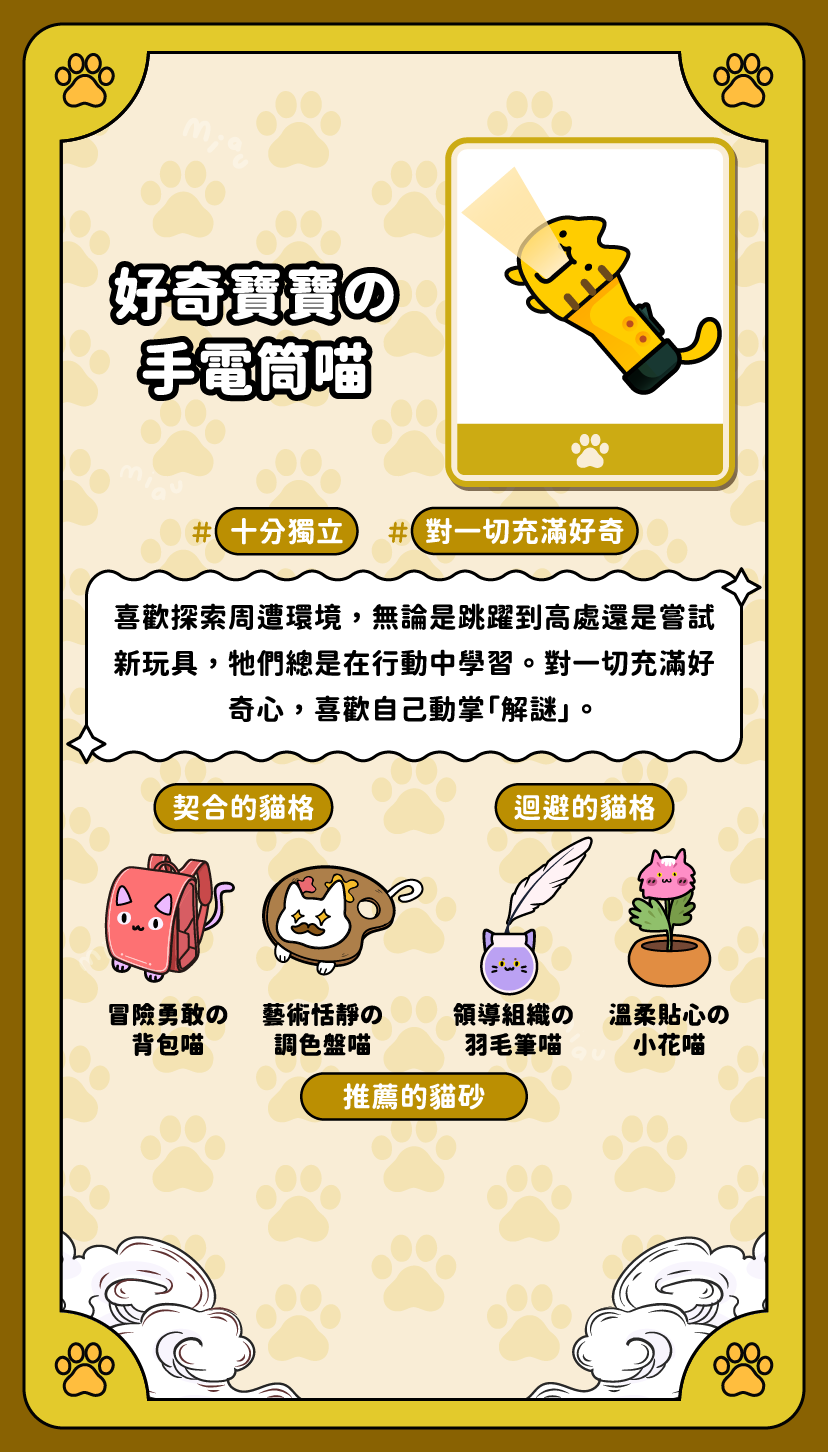 miau
好奇寶寶の
手電筒喵
miau
#十分獨立 #對一切充滿好奇
喜歡探索周遭環境，無論是跳躍到高處還是嘗試
新玩具，牠們總是在行動中學習。對一切充滿好
奇心，喜歡自己動掌「解謎」。
契合的貓格 迴避的貓格
冒險勇敢の 藝術恬靜の 領導組織の 溫柔貼心の
背包喵 調色盤喵 羽毛筆喵 小花喵
推薦的貓砂